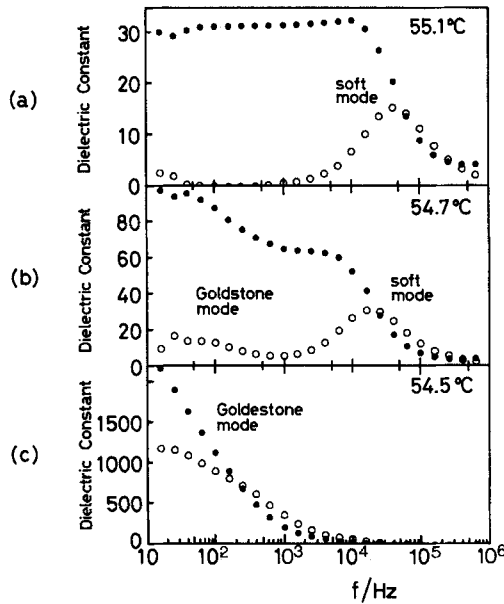 (a)
Dielectric Constant
30
20
10
0
55.1°C
soft
mode
(b)
Dielectric Constant
80
60
40
20
0
54.7°C
Goldstone
mode
soft
mode
(c)
Dielectric Constant
1500
1000
500
0
54.5°C
Goldestone
mode
10 10² 10³ 10⁴ 10⁵ 10⁶
f/Hz